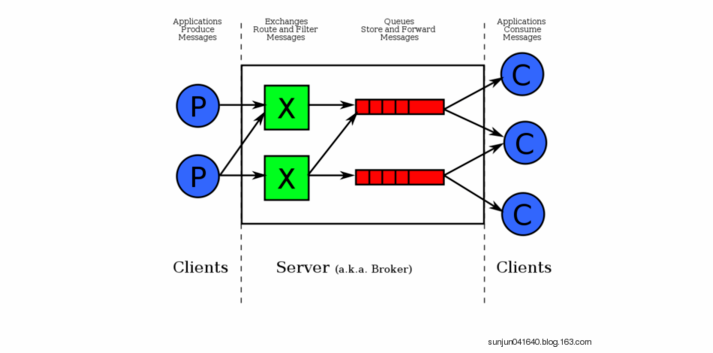 Applications
Produce
Messages
Exchanges
Route and Filter
Messages
Queues
Store and Forward
Messages
Applications
Consume
Messages
P
X
C
P
X
C
C
Clients
Server (a.k.a. Broker)
Clients
sunjun041640.blog.163.com